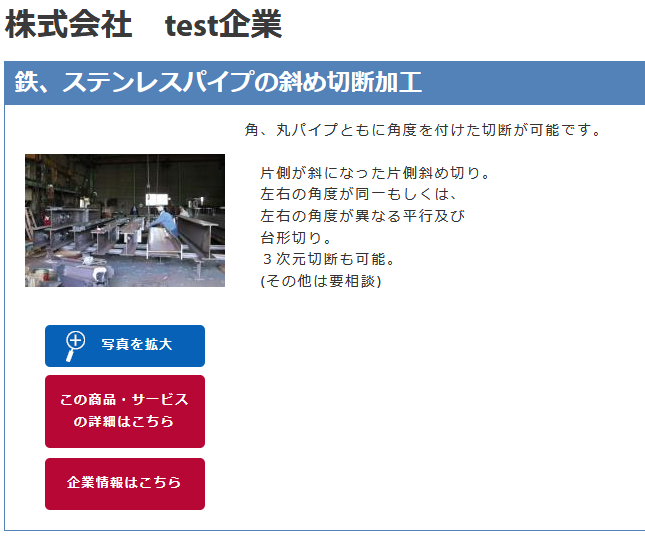 株式会社　test企業
鉄、ステンレスパイプの斜め切断加工
角、丸パイプともに角度を付けた切断が可能です。
片側が斜になった片側斜め切り。
左右の角度が同一もしくは、
左右の角度が異なる平行及び
台形切り。
３次元切断も可能。
(その他は要相談)
写真を拡大
この商品・サービス
の詳細はこちら
企業情報はこちら